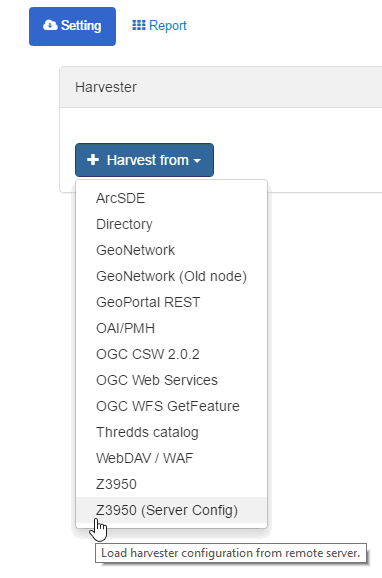 Setting Report
Harvester
Harvest from
ArcSDE
Directory
GeoNetwork
GeoNetwork (Old node)
GeoPortal REST
OAI/PMH
OGC CSW 2.0.2
OGC Web Services
OGC WFS GetFeature
Thredds catalog
WebDAV / WAF
Z3950
Z3950 (Server Config)
Load harvester configuration from remote server.